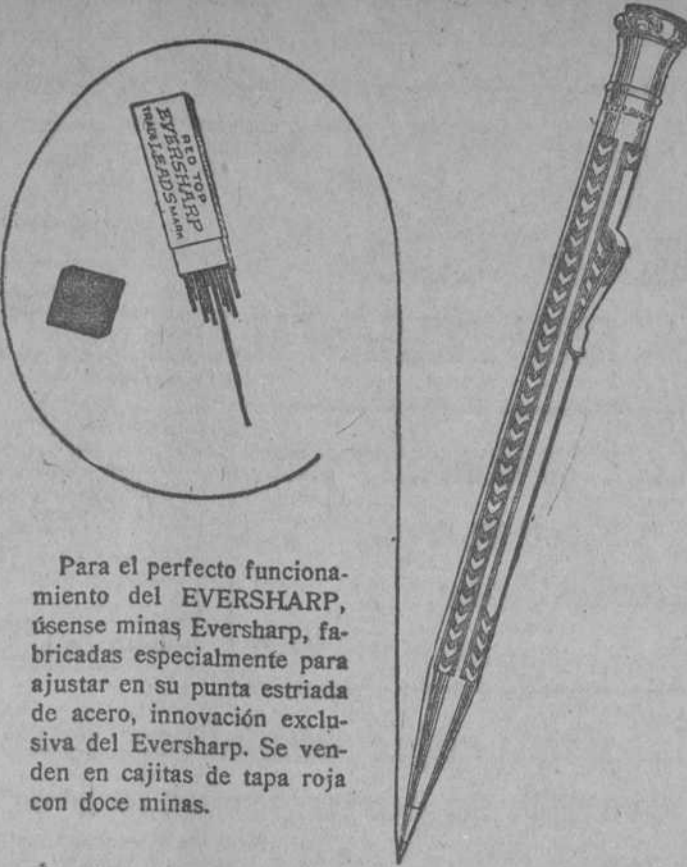 RED TOP
EVERSHARP
TRADE LEADS MARK
Para el perfecto funciona-
miento del EVERSHARP,
úsense minas Eversharp, fa-
bricadas especialmente para
ajustar en su punta estriada
de acero, innovación exclu-
siva del Eversharp. Se ven-
den en cajitas de tapa roja
con doce minas.